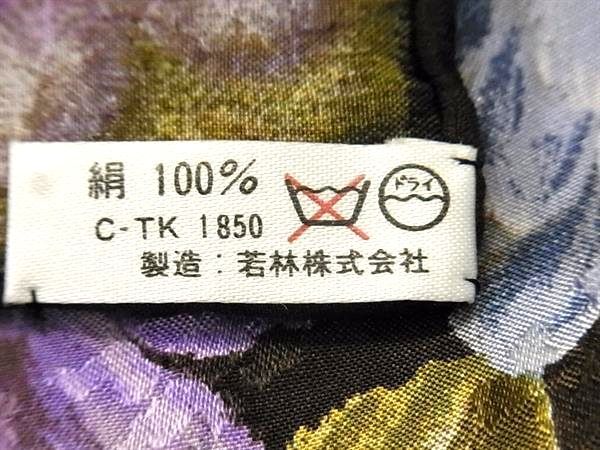 絹 100%
ドライ
C-TK 1850
製造：若林株式会社